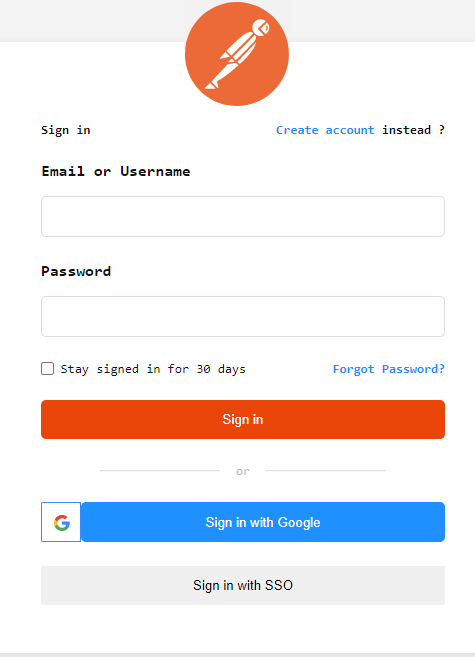 Sign in Create account instead ?
Email or Username
Password
Stay signed in for 30 days Forgot Password?
Sign in
or
Sign in with Google
Sign in with SSO